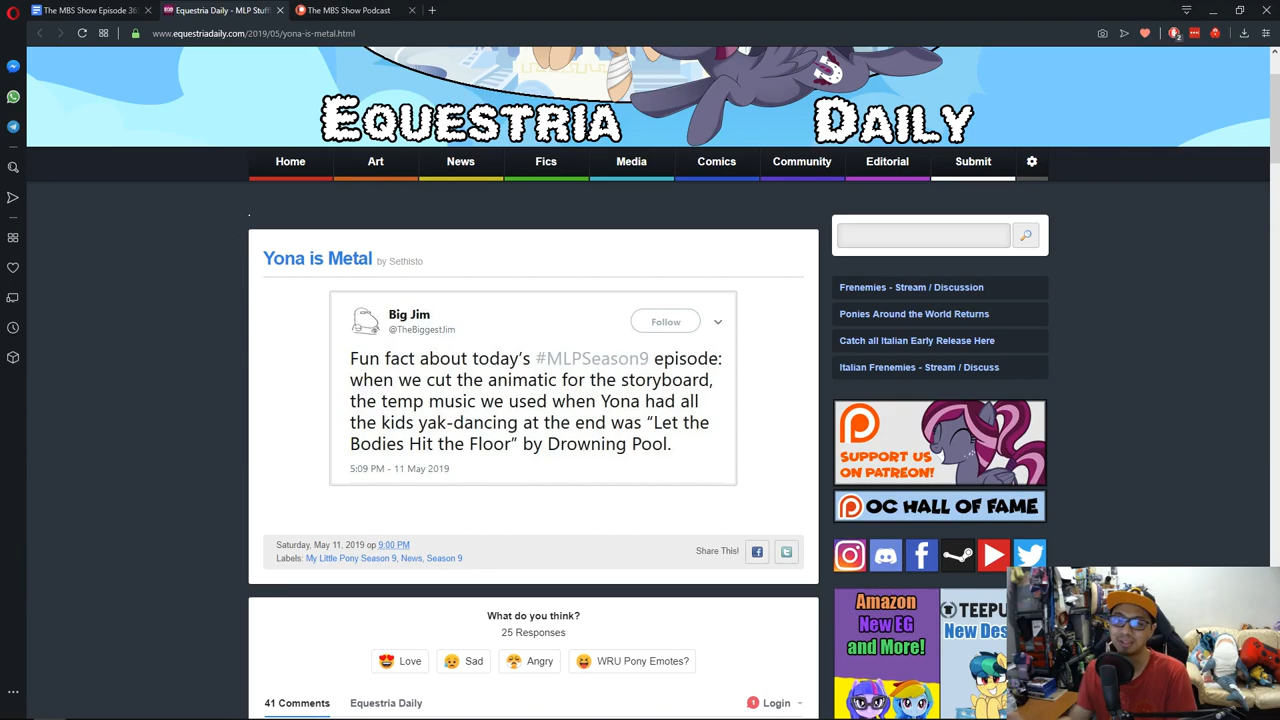 The MBS Show Episode 36:
Equestria Daily - MLP Stuf
The MBS Show Podcast
www.equestriadaily.com/2019/05/yona-is-metal.html
EQUESTRIA DAILY
Home Art News Fics Media Comics Community Editorial Submit
Yona is Metal by Sethisto
Big Jim
@TheBiggestJim
Follow
Fun fact about today's #MLPSeason9 episode:
when we cut the animatic for the storyboard,
the temp music we used when Yona had all
the kids yak-dancing at the end was “Let the
Bodies Hit the Floor” by Drowning Pool.
5:09 PM - 11 May 2019
Saturday, May 11, 2019 op 9:00 PM
Labels: My Little Pony Season 9, News, Season 9
Share This!
What do you think?
25 Responses
Love Sad Angry WRU Pony Emotes?
41 Comments Equestria Daily
1 Login
Frenemies - Stream / Discussion
Ponies Around the World Returns
Catch all Italian Early Release Here
Italian Frenemies - Stream / Discuss
SUPPORT US
ON PATREON!
OC HALL OF FAME
Amazon
New EG
and More!
TEEPU
New Des